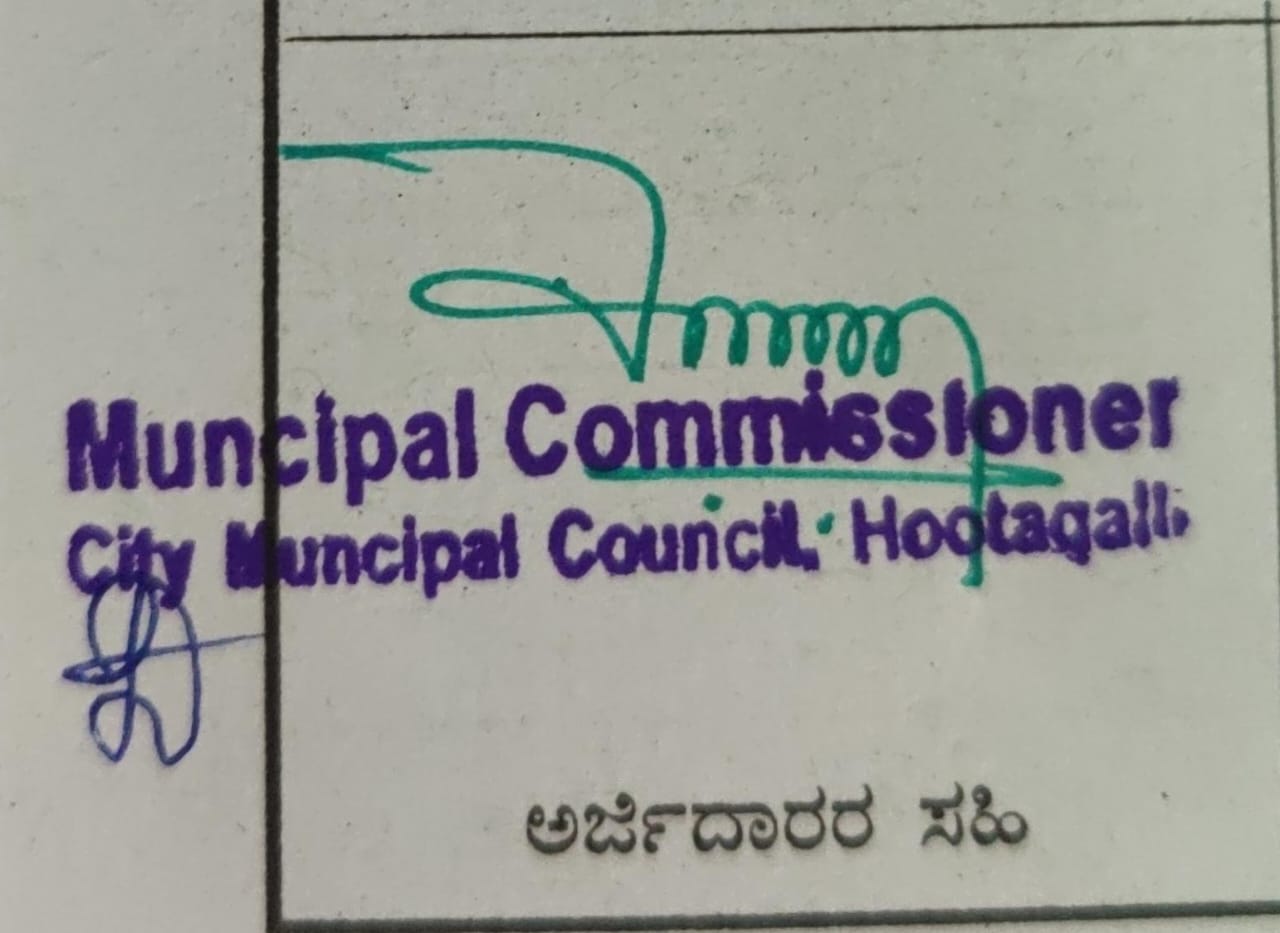 Muncipal Commissioner
City Muncipal Council, Hootagalli
ಅರ್ಜಿದಾರರ ಸಹಿ